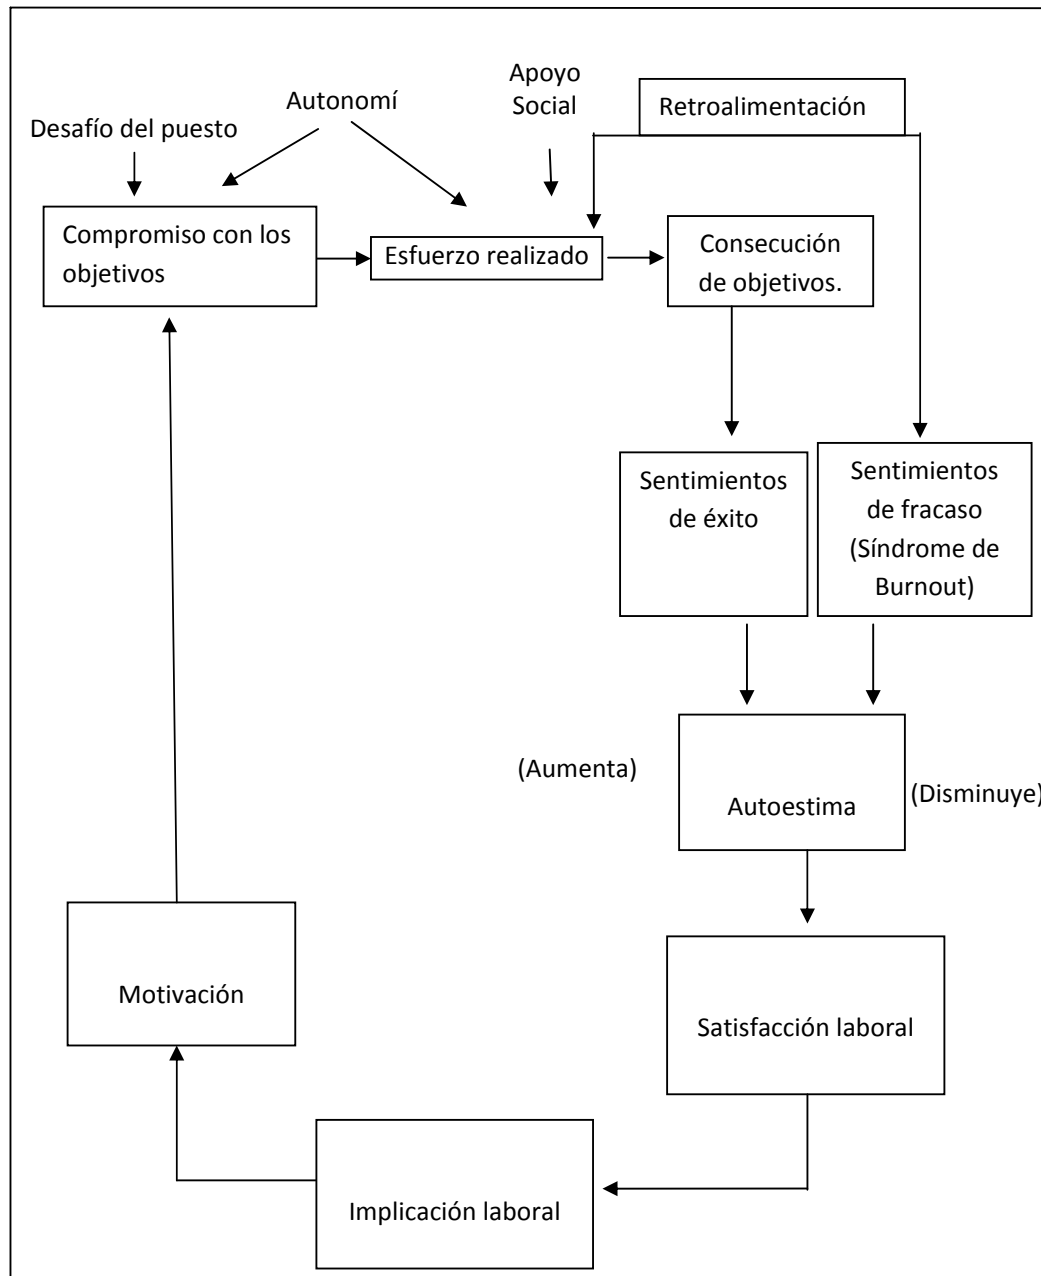 Apoyo
Social
Autonomí
Retroalimentación
Desafío del puesto
Compromiso con los
objetivos
Esfuerzo realizado
Consecución
de objetivos.
Sentimientos
de éxito
Sentimientos
de fracaso
(Síndrome de
Burnout)
(Aumenta)
Autoestima
(Disminuye)
Motivación
Satisfacción laboral
Implicación laboral